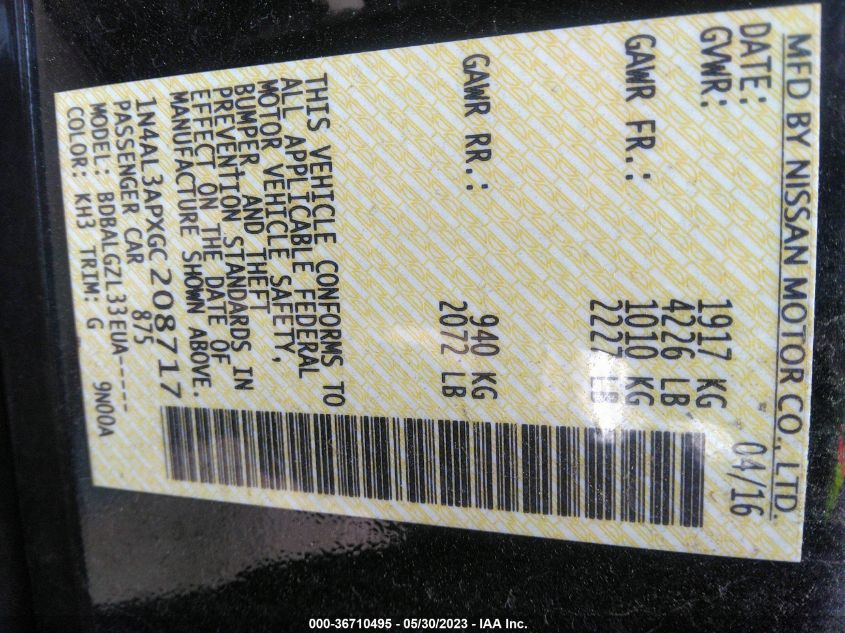 MFD BY NISSAN MOTOR CO., LTD.
DATE: 04/16
GVWR: 1917 KG
4226 LB
GAWR FR.: 1010 KG
2227 LB
GAWR RR.: 940 KG
2072 LB
THIS VEHICLE CONFORMS TO
ALL APPLICABLE FEDERAL
MOTOR VEHICLE SAFETY,
BUMPER, AND THEFT
PREVENTION STANDARDS IN
EFFECT ON THE DATE OF
MANUFACTURE SHOWN ABOVE.
1N4AL3APXGC208717
PASSENGER CAR 875
MODEL: BDBALGZL33EUA-----
COLOR: KH3 TRIM: G 9N00A
000-36710495 - 05/30/2023 - IAA Inc.